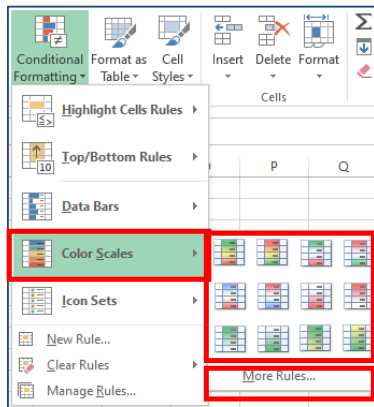 Conditional Formatting
Format as Table
Cell Styles
Insert Delete Format
Cells
Highlight Cells Rules
Top/Bottom Rules
10
P Q
Data Bars
Color Scales
Icon Sets
More Rules...
New Rule...
Clear Rules
Manage Rules...